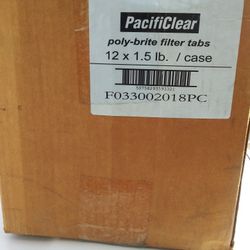 PacifiClear
poly-brite filter tabs
12 x 1.5 lb. / case
F033002018PC